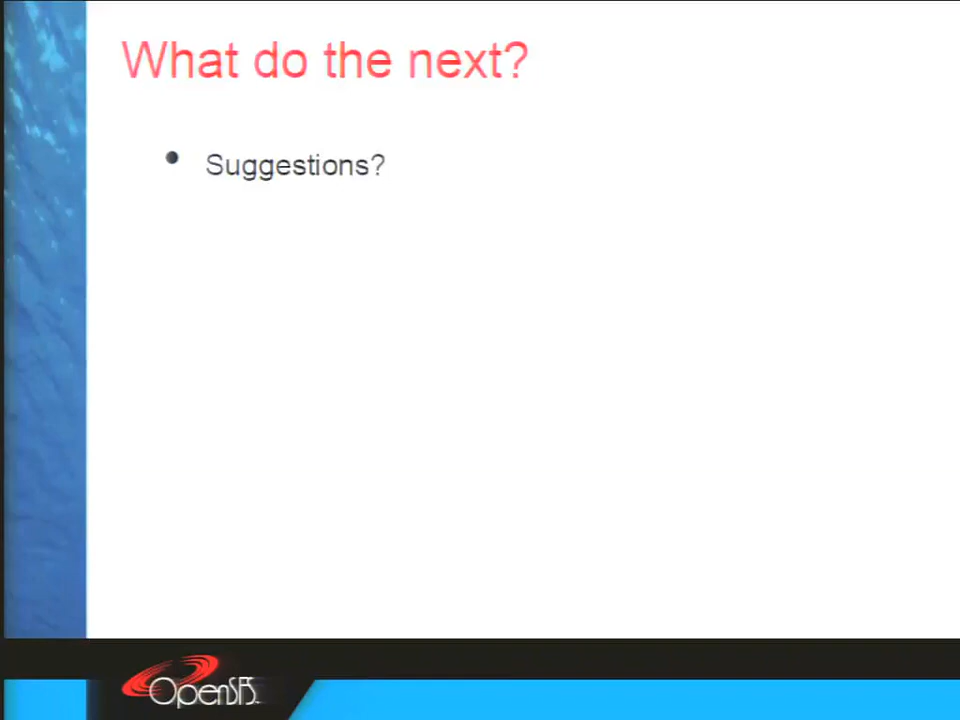 What do the next?
• Suggestions?
OpenSFS